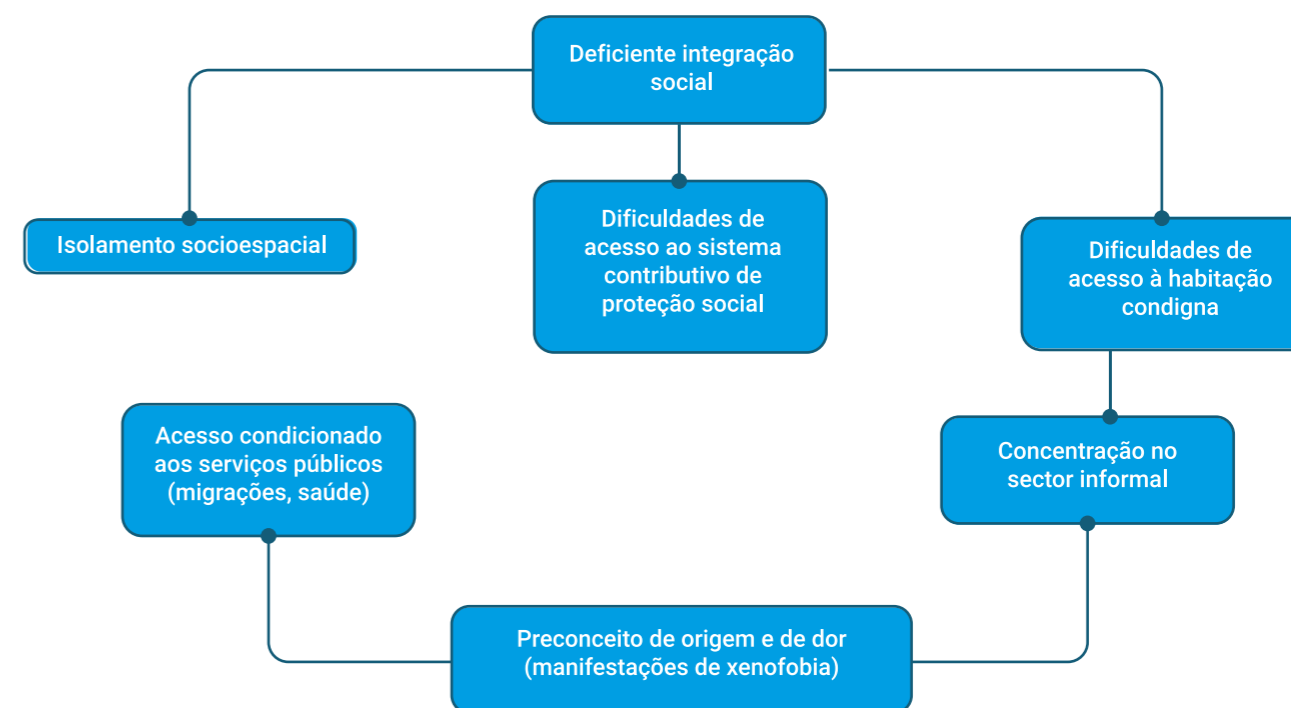 Deficiente integração
social
Isolamento socioespacial
Dificuldades de
acesso ao sistema
contributivo de
proteção social
Dificuldades de
acesso à habitação
condigna
Acesso condicionado
aos serviços públicos
(migrações, saúde)
Concentração no
sector informal
Preconceito de origem e de dor
(manifestações de xenofobia)